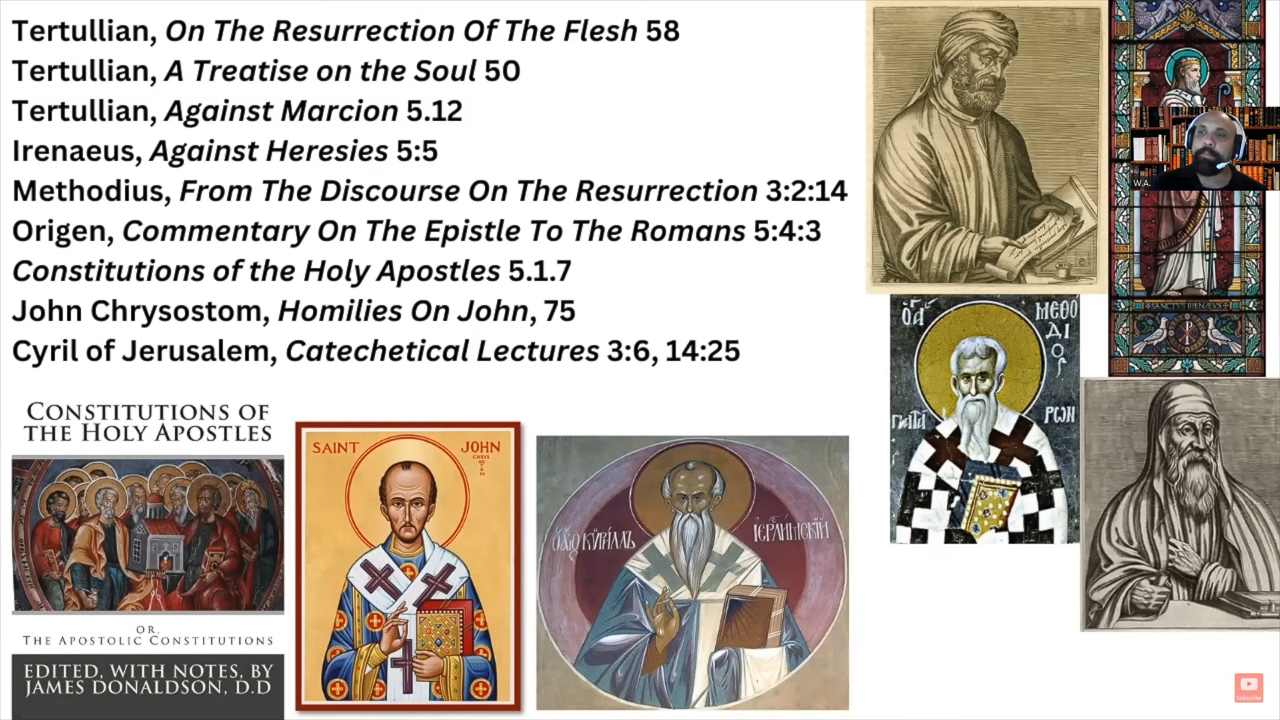 Tertullian, On The Resurrection Of The Flesh 58
Tertullian, A Treatise on the Soul 50
Tertullian, Against Marcion 5.12
Irenaeus, Against Heresies 5:5
Methodius, From The Discourse On The Resurrection 3:2:14
Origen, Commentary On The Epistle To The Romans 5:4:3
Constitutions of the Holy Apostles 5.1.7
John Chrysostom, Homilies On John, 75
Cyril of Jerusalem, Catechetical Lectures 3:6, 14:25
W.A.
SANCTUS IRENAEUS
ΜΕΘΟ
ΔΙ
Ο
CONSTITUTIONS OF
THE HOLY APOSTLES
OR,
THE APOSTOLIC CONSTITUTIONS
EDITED, WITH NOTES, BY
JAMES DONALDSON, D.D
SAINT JOHN
Subscribe